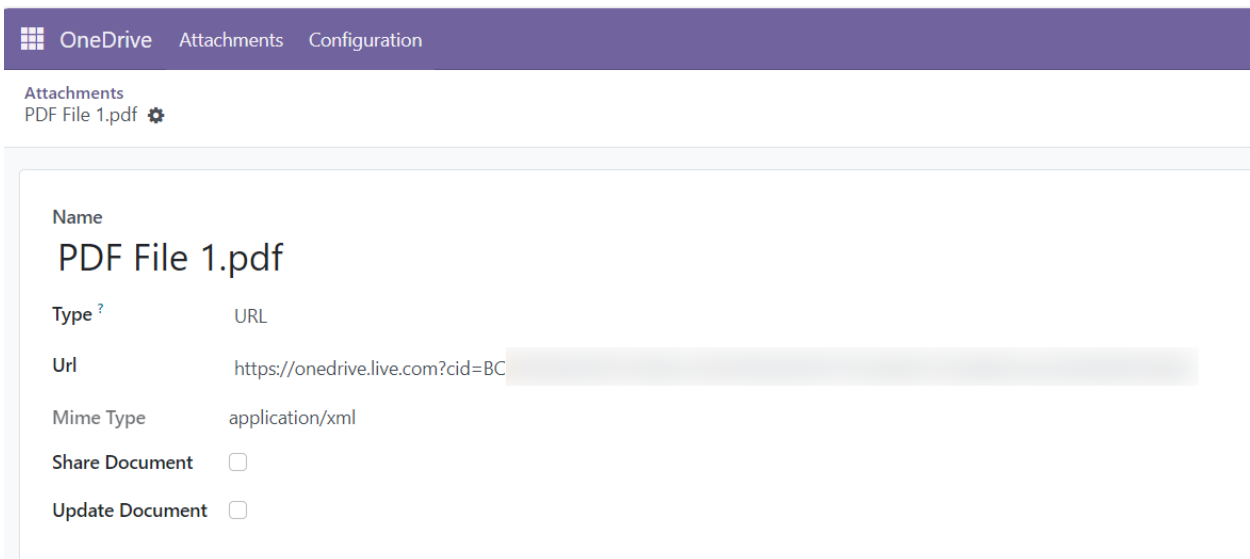 OneDrive Attachments Configuration
Attachments
PDF File 1.pdf
Name
PDF File 1.pdf
Type ? URL
Url https://onedrive.live.com?cid=BC
Mime Type application/xml
Share Document
Update Document